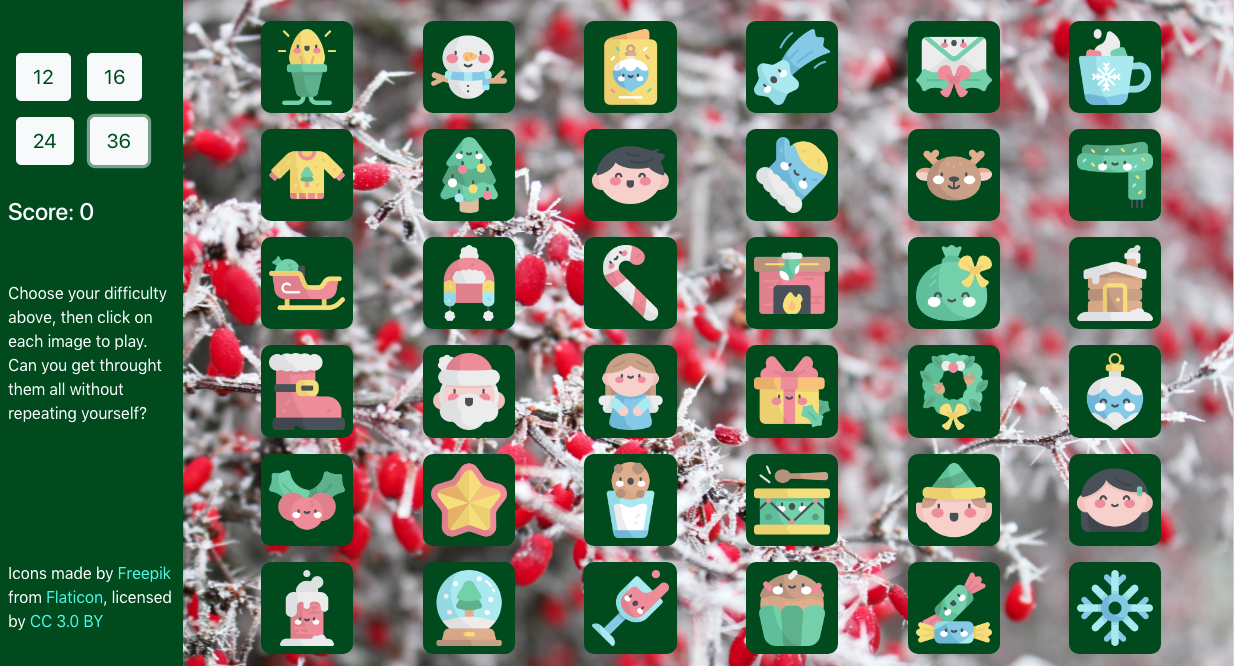 12
16
24
36
Score: 0
Choose your difficulty
above, then click on
each image to play.
Can you get throught
them all without
repeating yourself?
Icons made by Freepik
from Flaticon, licensed
by CC 3.0 BY